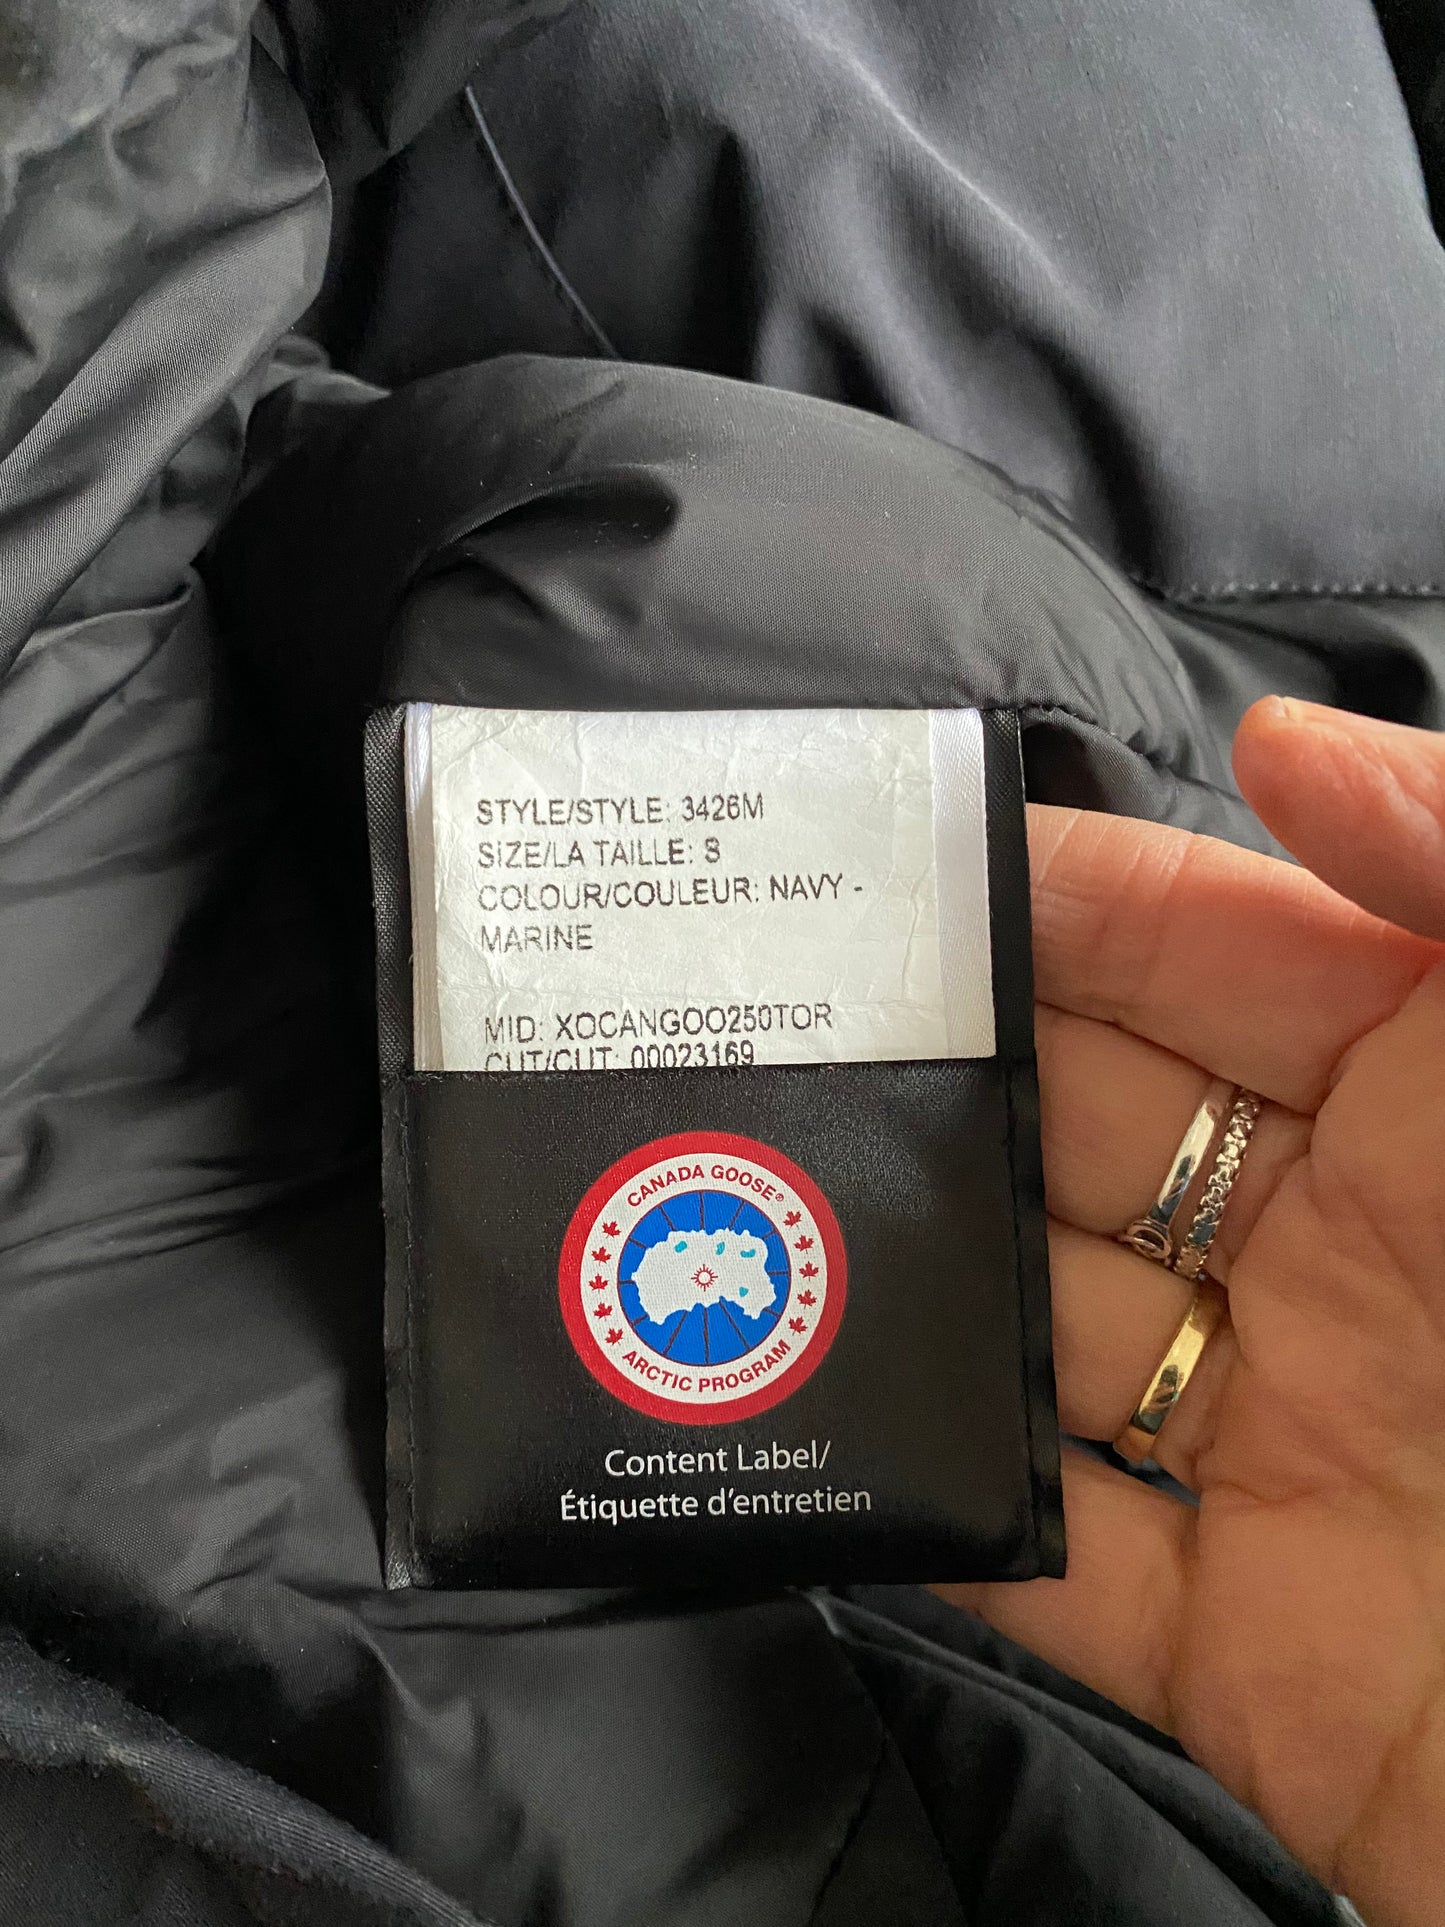 STYLE/STYLE: 3426M
SIZE/LA TAILLE: S
COLOUR/COULEUR: NAVY -
MARINE
MID: XOCANGOO250TOR
CUT/CUT: 00023169
CANADA GOOSE®
ARCTIC PROGRAM
Content Label/
Étiquette d'entretien